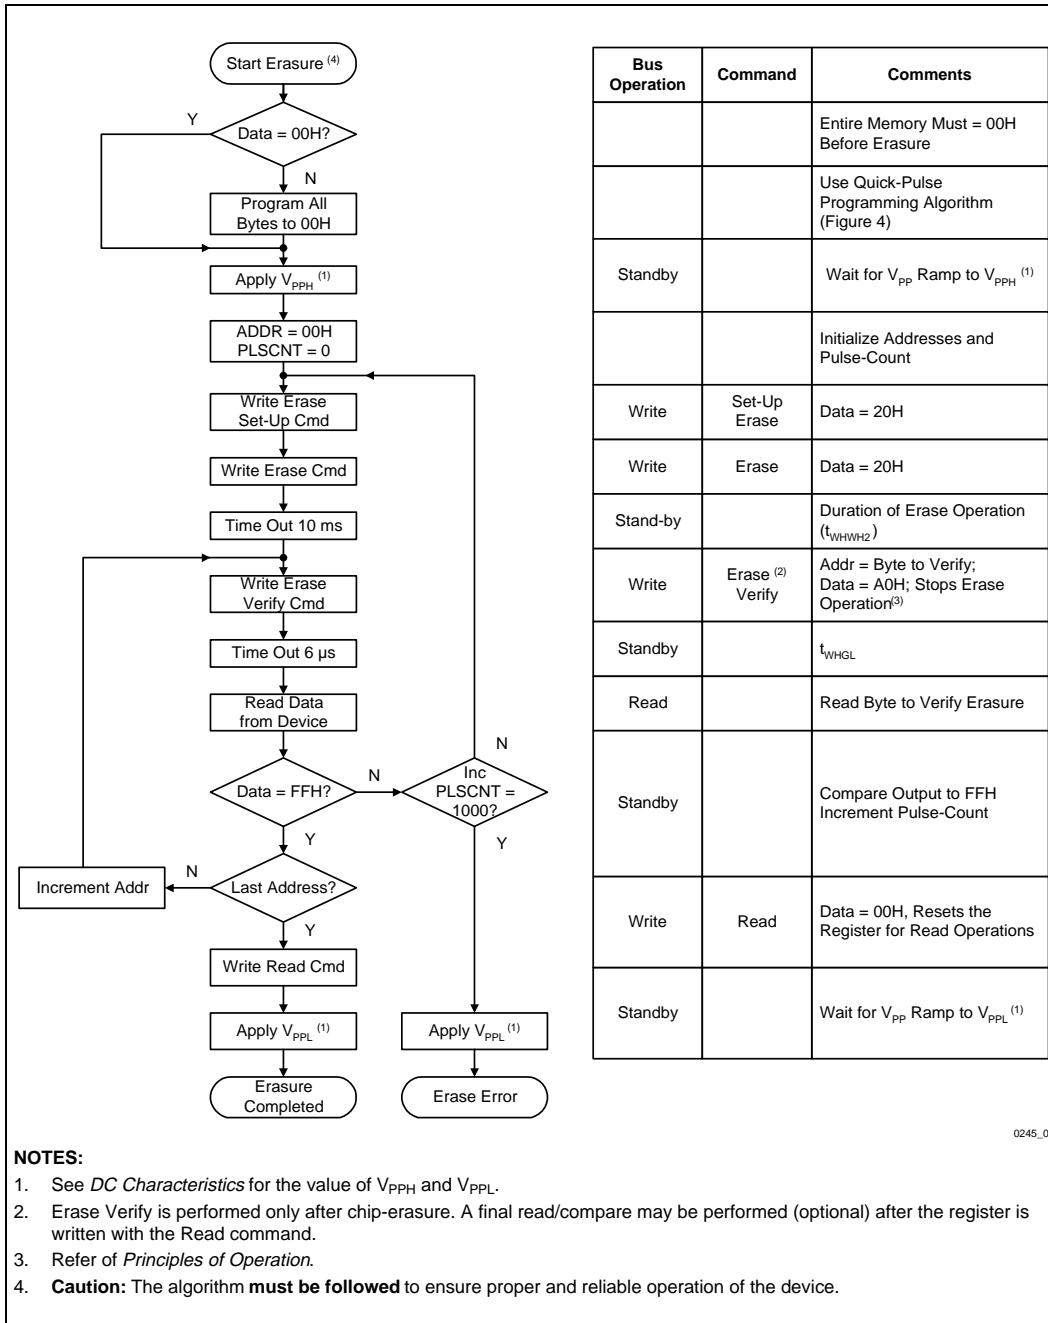 Start Erasure (4)
Y
Data = 00H?
N
Program All
Bytes to 00H
Apply VPPH (1)
ADDR = 00H
PLSCNT = 0
Write Erase
Set-Up Cmd
Write Erase Cmd
Time Out 10 ms
Write Erase
Verify Cmd
Time Out 6 µs
Read Data
from Device
N
Data = FFH?
N
Inc
PLSCNT =
1000?
Y
Y
Increment Addr
N
Last Address?
Y
Write Read Cmd
Apply VPPL (1)
Apply VPPL (1)
Erasure
Completed
Erase Error
Bus
Operation
Command
Comments
Entire Memory Must = 00H
Before Erasure
Use Quick-Pulse
Programming Algorithm
(Figure 4)
Standby
Wait for VPP Ramp to VPPH (1)
Initialize Addresses and
Pulse-Count
Write
Set-Up
Erase
Data = 20H
Write
Erase
Data = 20H
Stand-by
Duration of Erase Operation
(tWHWH2)
Write
Erase (2)
Verify
Addr = Byte to Verify;
Data = A0H; Stops Erase
Operation(3)
Standby
tWHGL
Read
Read Byte to Verify Erasure
Standby
Compare Output to FFH
Increment Pulse-Count
Write
Read
Data = 00H, Resets the
Register for Read Operations
Standby
Wait for VPP Ramp to VPPL (1)
0245_0
NOTES:
1. See DC Characteristics for the value of VPPH and VPPL.
2. Erase Verify is performed only after chip-erasure. A final read/compare may be performed (optional) after the register is
written with the Read command.
3. Refer of Principles of Operation.
4. Caution: The algorithm must be followed to ensure proper and reliable operation of the device.